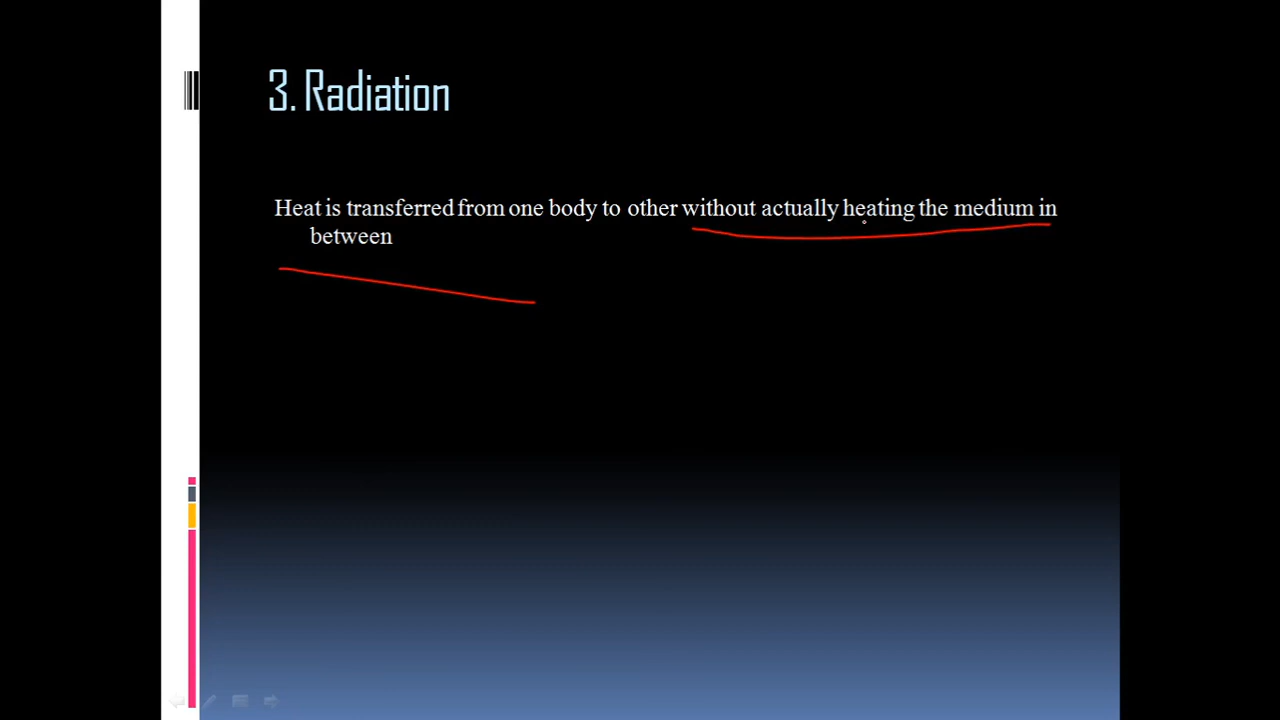 3. Radiation
Heat is transferred from one body to other without actually heating the medium in
between